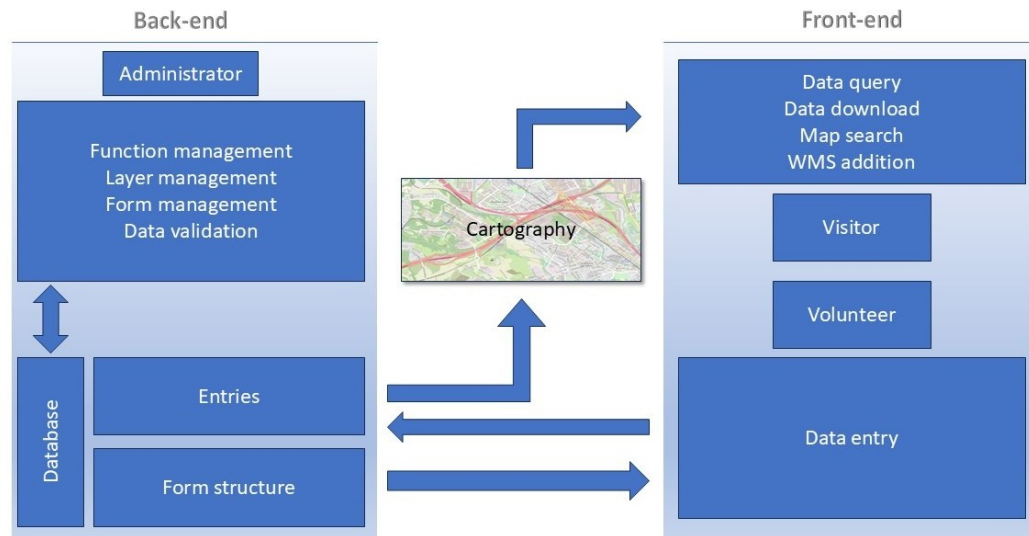 Back-end
Front-end
Administrator
Function management
Layer management
Form management
Data validation
Database
Entries
Form structure
Cartography
Data query
Data download
Map search
WMS addition
Visitor
Volunteer
Data entry